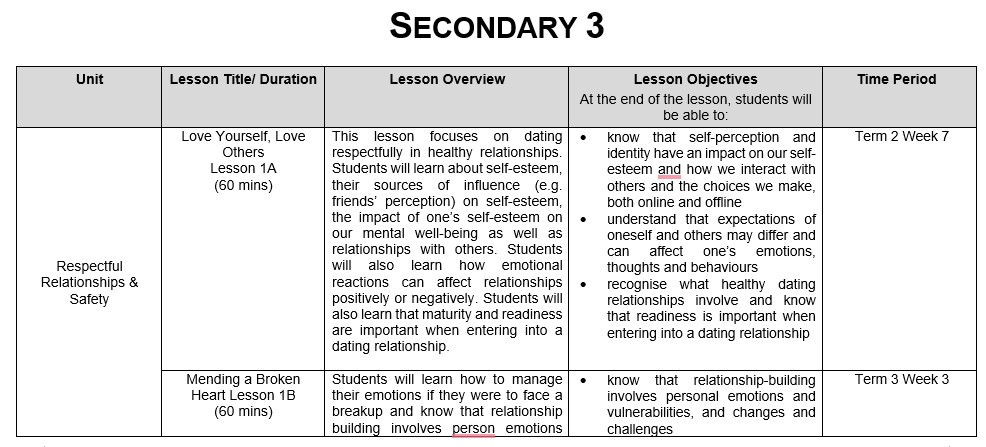 SECONDARY 3
Unit
Lesson Title/ Duration
Lesson Overview
Lesson Objectives
At the end of the lesson, students will
be able to:
Time Period
Respectful
Relationships &
Safety
Love Yourself, Love
Others
Lesson 1A
(60 mins)
This lesson focuses on dating
respectfully in healthy relationships.
Students will learn about self-esteem,
their sources of influence (e.g.
friends’ perception) on self-esteem,
the impact of one’s self-esteem on
our mental well-being as well as
relationships with others. Students
will also learn how emotional
reactions can affect relationships
positively or negatively. Students will
also learn that maturity and readiness
are important when entering into a
dating relationship.
• know that self-perception and
identity have an impact on our self-
esteem and how we interact with
others and the choices we make,
both online and offline
• understand that expectations of
oneself and others may differ and
can affect one’s emotions,
thoughts and behaviours
• recognise what healthy dating
relationships involve and know
that readiness is important when
entering into a dating relationship
Term 2 Week 7
Mending a Broken
Heart Lesson 1B
(60 mins)
Students will learn how to manage
their emotions if they were to face a
breakup and know that relationship
building involves person emotions
• know that relationship-building
involves personal emotions and
vulnerabilities, and changes and
challenges
Term 3 Week 3